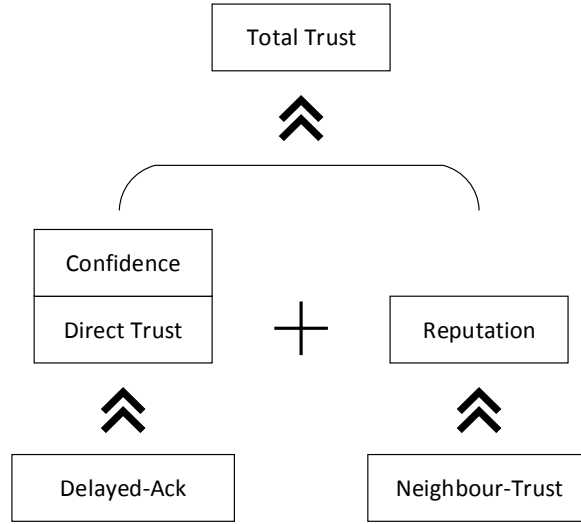 Total Trust
Confidence
Direct Trust
+
Reputation
Delayed-Ack
Neighbour-Trust